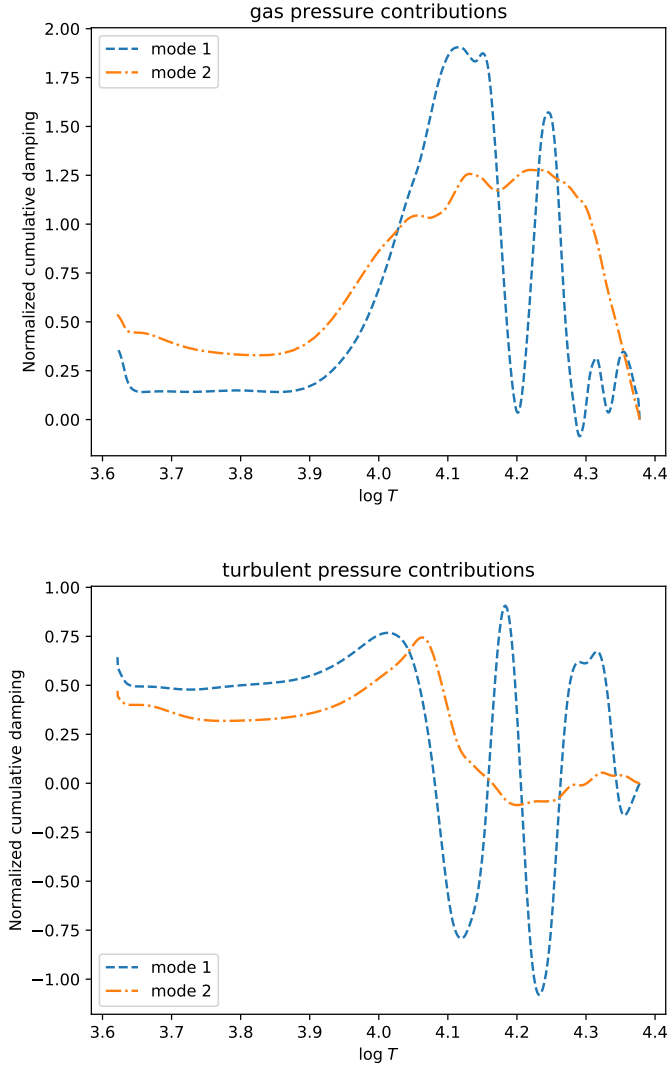 gas pressure contributions
2.00
1.75
1.50
1.25
1.00
0.75
0.50
0.25
0.00
Normalized cumulative damping
mode 1
mode 2
3.6 3.7 3.8 3.9 4.0 4.1 4.2 4.3 4.4
log T
turbulent pressure contributions
1.00
0.75
0.50
0.25
0.00
−0.25
−0.50
−0.75
−1.00
Normalized cumulative damping
mode 1
mode 2
3.6 3.7 3.8 3.9 4.0 4.1 4.2 4.3 4.4
log T